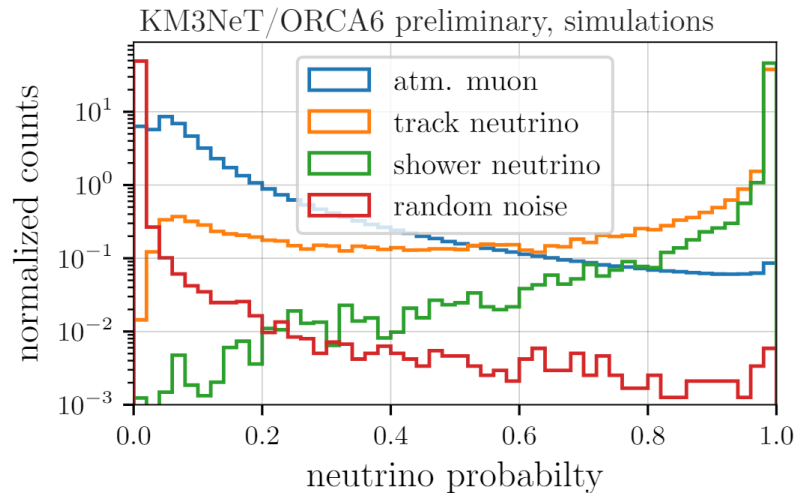 KM3NeT/ORCA6 preliminary, simulations
normalized counts
10¹
10⁰
10⁻¹
10⁻²
10⁻³
atm. muon
track neutrino
shower neutrino
random noise
0.0 0.2 0.4 0.6 0.8 1.0
neutrino probabilty